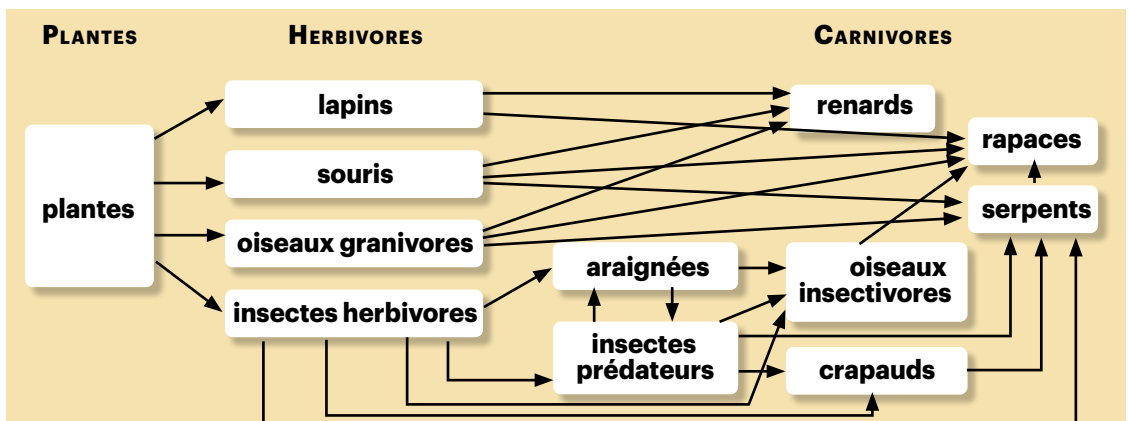 PLANTES
HERBIVORES
CARNIVORES
plantes
lapins
souris
oiseaux granivores
insectes herbivores
araignées
insectes
prédateurs
renards
rapaces
serpents
oiseaux
insectivores
crapauds